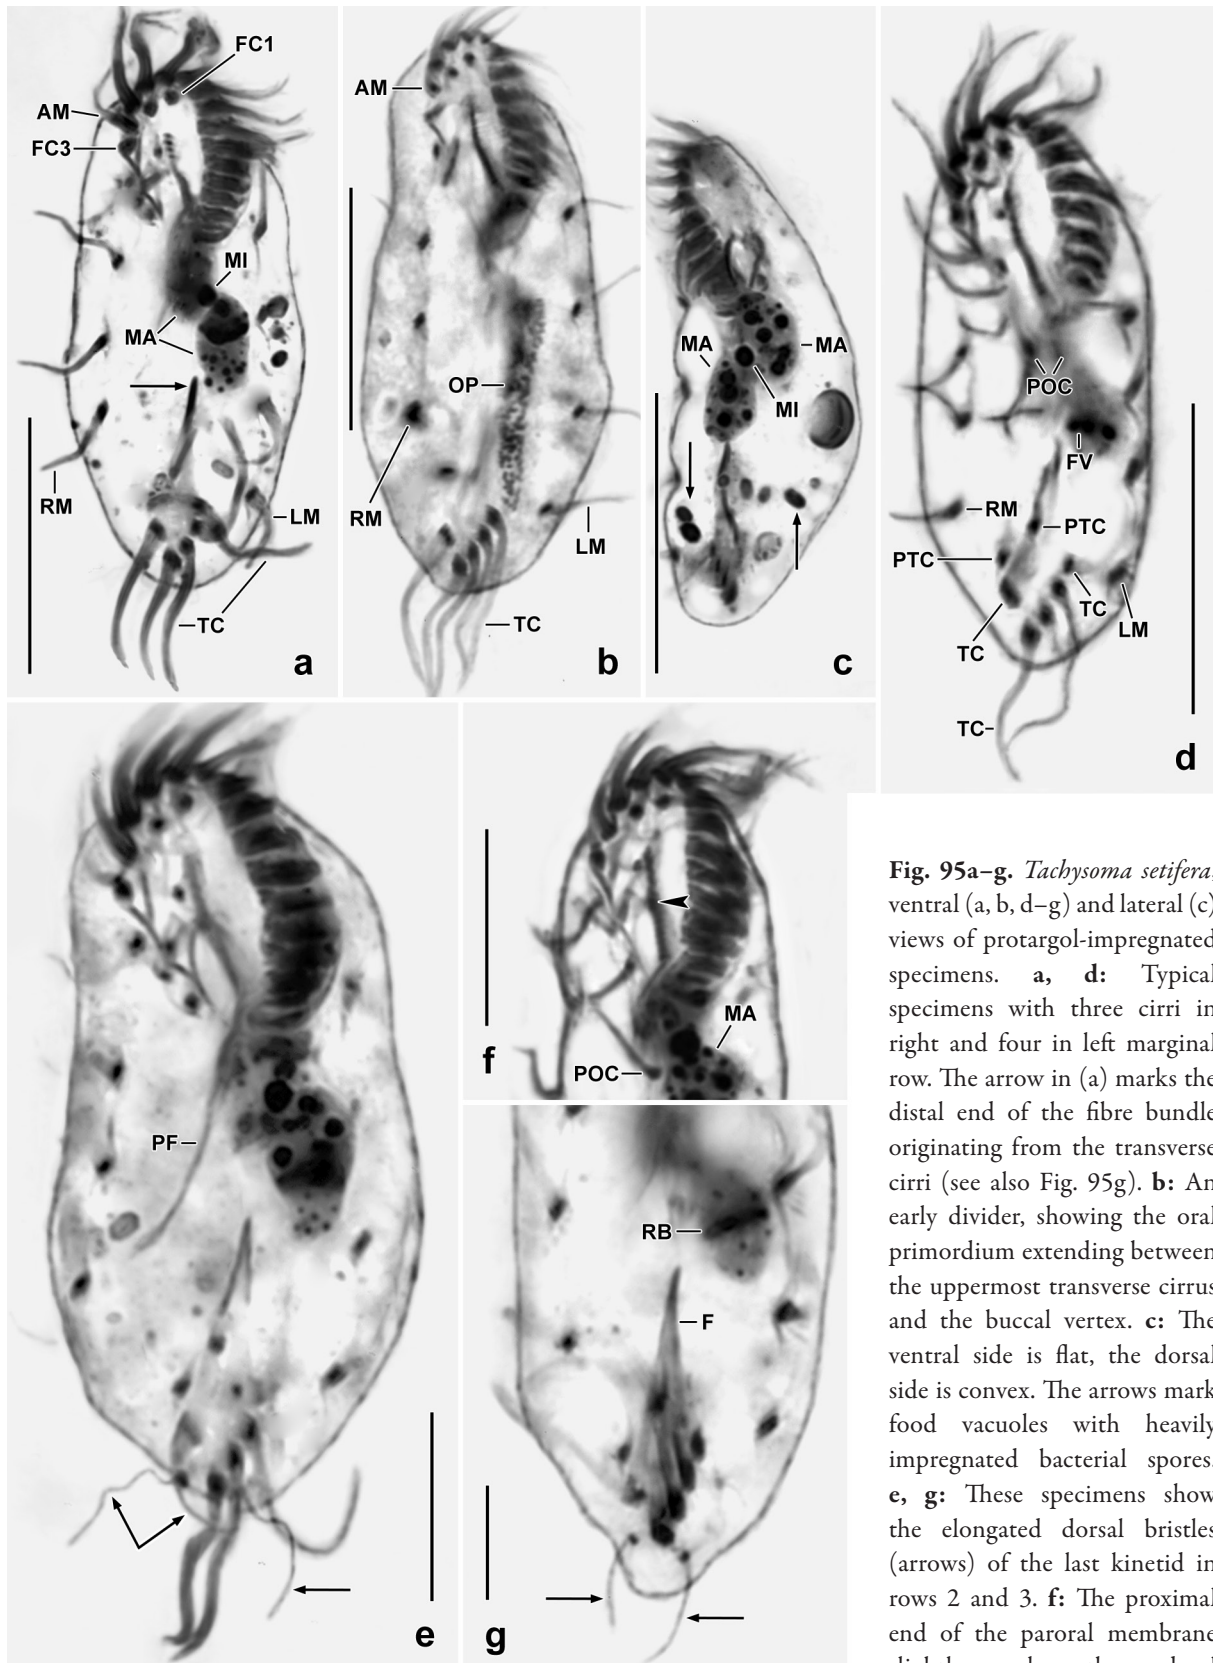 FC1
AM
FC3
MI
MA
RM
LM
TC
a
AM
OP
RM
LM
TC
b
MA
MA
MI
c
POC
FV
RM
PTC
PTC
TC
LM
TC
TC
d
PF
e
MA
POC
f
RB
F
g
Fig. 95a–g. Tachysoma setifera,
ventral (a, b, d–g) and lateral (c)
views of protargol-impregnated
specimens. a, d: Typical
specimens with three cirri in
right and four in left marginal
row. The arrow in (a) marks the
distal end of the fibre bundle
originating from the transverse
cirri (see also Fig. 95g). b: An
early divider, showing the oral
primordium extending between
the uppermost transverse cirrus
and the buccal vertex. c: The
ventral side is flat, the dorsal
side is convex. The arrows mark
food vacuoles with heavily
impregnated bacterial spores.
e, g: These specimens show
the elongated dorsal bristles
(arrows) of the last kinetid in
rows 2 and 3. f: The proximal
end of the paroral membrane